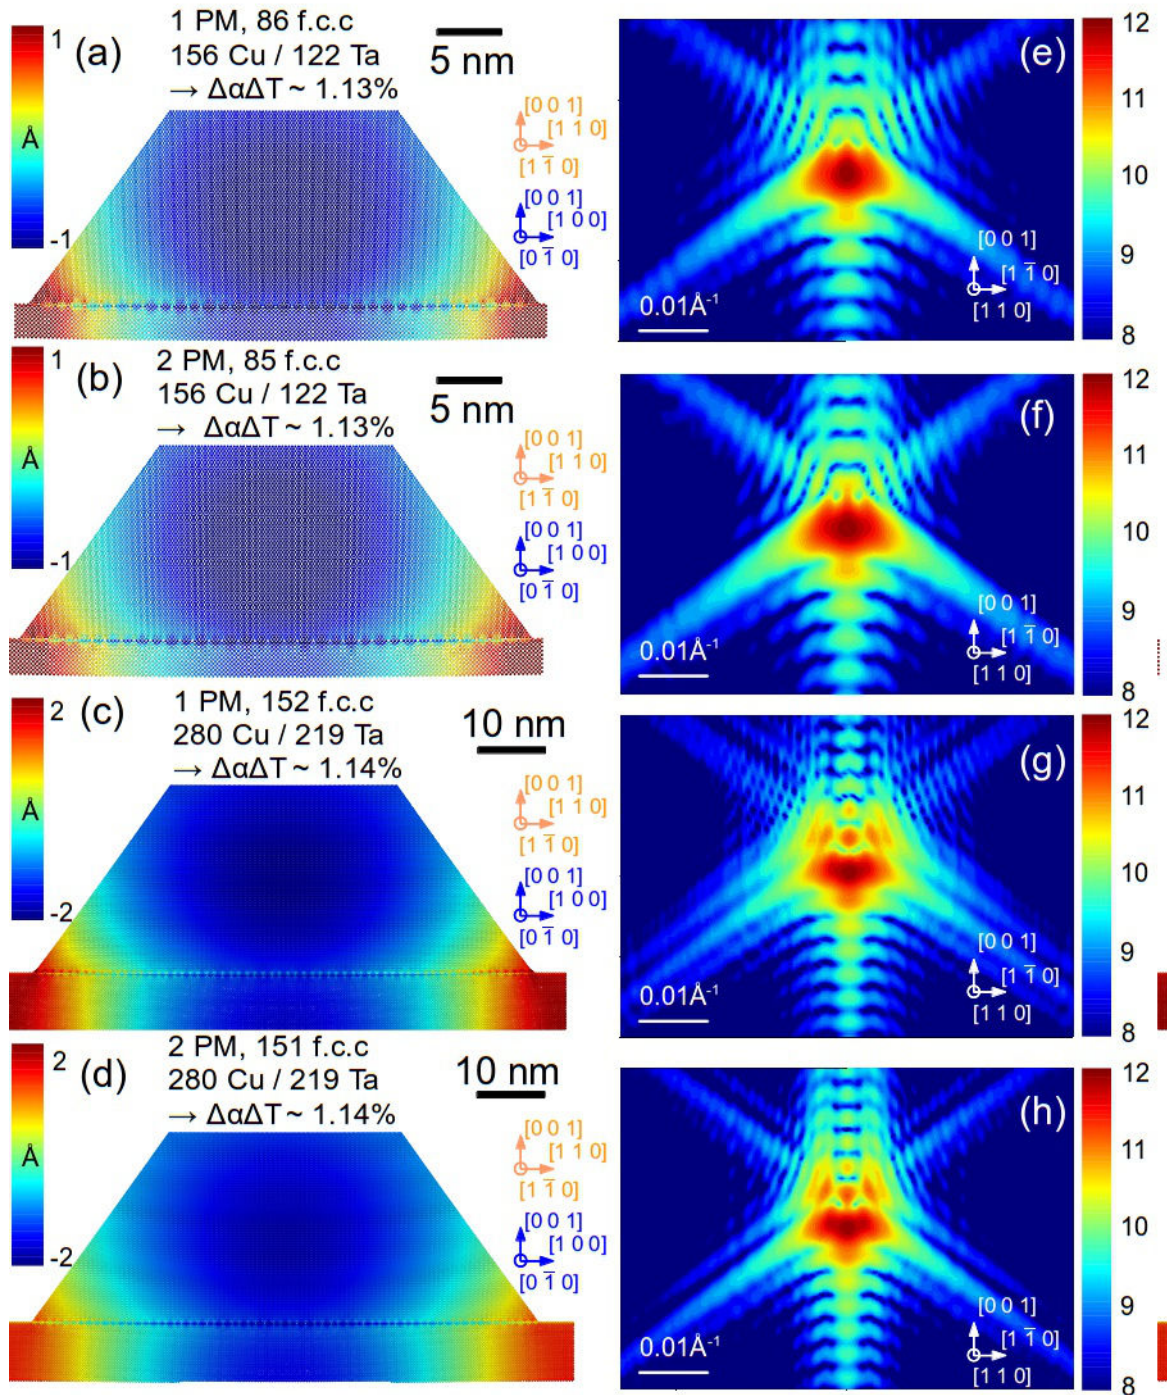 (a)
1 PM, 86 f.c.c
156 Cu / 122 Ta
→ ΔαΔT ~ 1.13%
5 nm
1
Å
-1
[0 0 1]
[1 1 0]
[1 1̅ 0]
[0 0 1]
[1 0 0]
[0 1̅ 0]
(e)
[0 0 1]
[1 1̅ 0]
[1 1 0]
0.01Å⁻¹
12
11
10
9
8
(b)
2 PM, 85 f.c.c
156 Cu / 122 Ta
→ ΔαΔT ~ 1.13%
5 nm
1
Å
-1
[0 0 1]
[1 1 0]
[1 1̅ 0]
[0 0 1]
[1 0 0]
[0 1̅ 0]
(f)
[0 0 1]
[1 1̅ 0]
[1 1 0]
0.01Å⁻¹
12
11
10
9
8
(c)
1 PM, 152 f.c.c
280 Cu / 219 Ta
→ ΔαΔT ~ 1.14%
10 nm
2
Å
-2
[0 0 1]
[1 1 0]
[1 1̅ 0]
[0 0 1]
[1 0 0]
[0 1̅ 0]
(g)
[0 0 1]
[1 1̅ 0]
[1 1 0]
0.01Å⁻¹
12
11
10
9
8
(d)
2 PM, 151 f.c.c
280 Cu / 219 Ta
→ ΔαΔT ~ 1.14%
10 nm
2
Å
-2
[0 0 1]
[1 1 0]
[1 1̅ 0]
[0 0 1]
[1 0 0]
[0 1̅ 0]
(h)
[0 0 1]
[1 1̅ 0]
[1 1 0]
0.01Å⁻¹
12
11
10
9
8